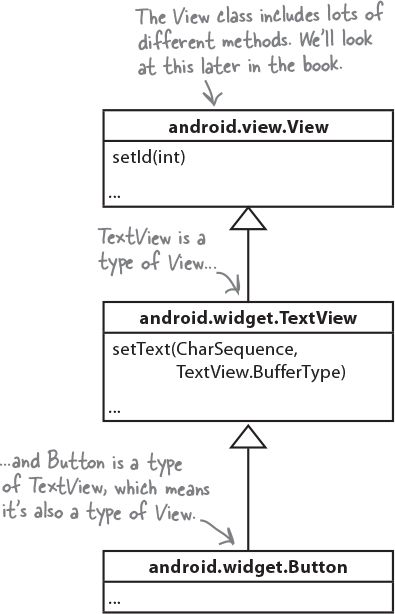 The View class includes lots of
different methods. We'll look
at this later in the book.
android.view.View
setId(int)
...
TextView is a
type of View...
android.widget.TextView
setText(CharSequence,
TextView.BufferType)
...
...and Button is a type
of TextView, which means
it's also a type of View.
android.widget.Button
...